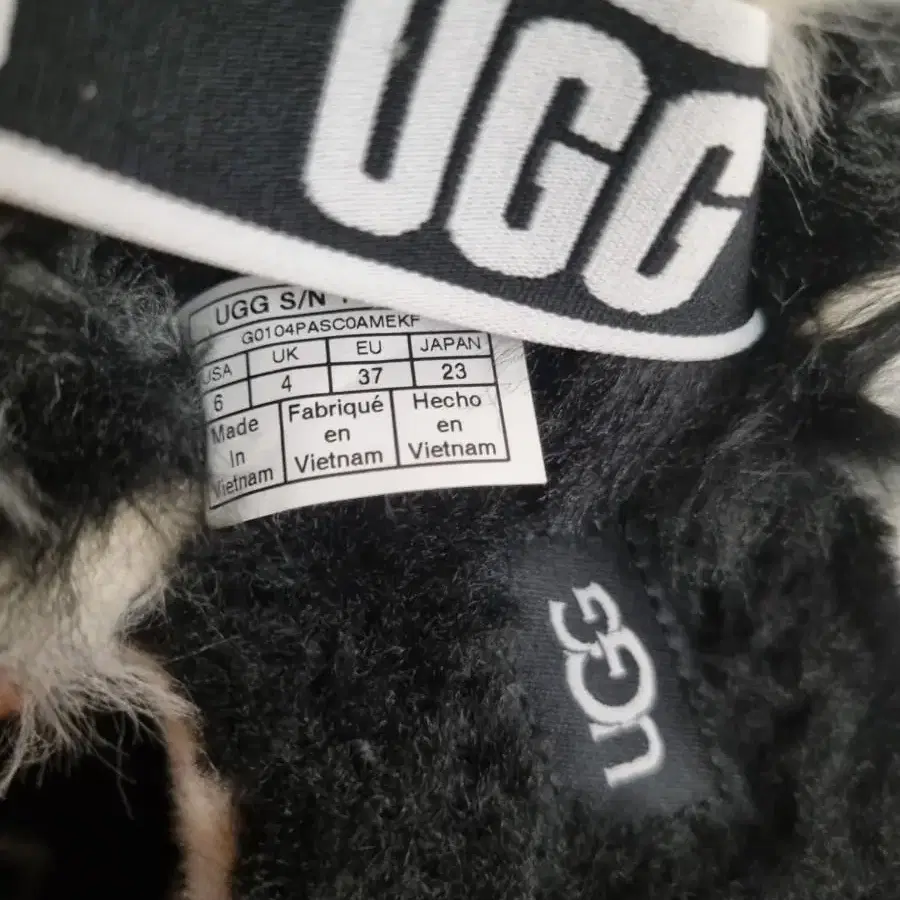 UGG
UGG S/N
G0104PASC0AMEKF
USA UK EU JAPAN
6 4 37 23
Made In Vietnam
Fabriqué en Vietnam
Hecho en Vietnam
UGG